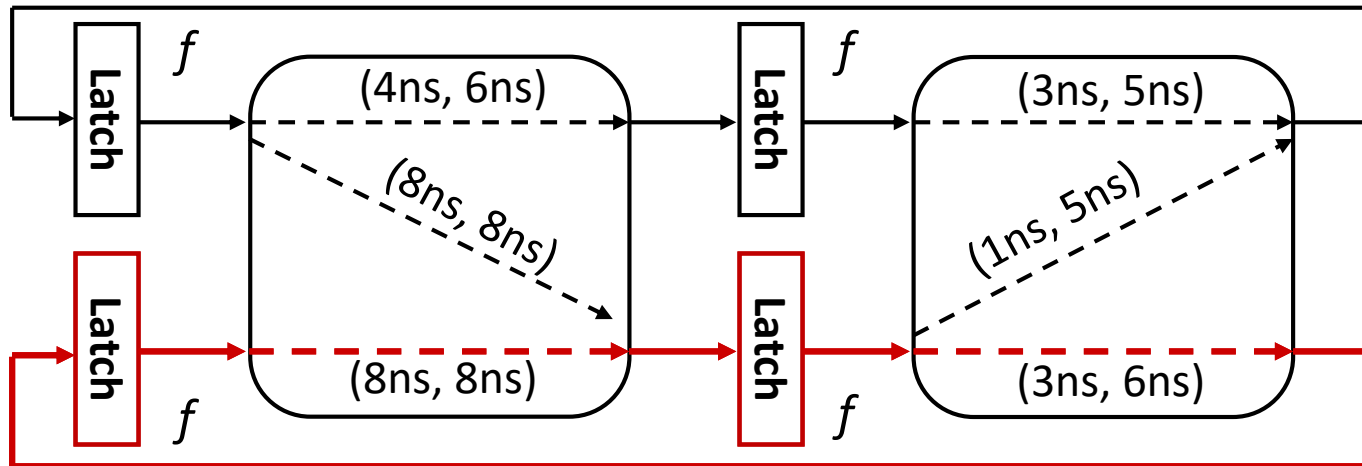 f
f
Latch
(4ns, 6ns)
Latch
(3ns, 5ns)
(8ns, 8ns)
(1ns, 5ns)
Latch
(8ns, 8ns)
Latch
(3ns, 6ns)
f
f